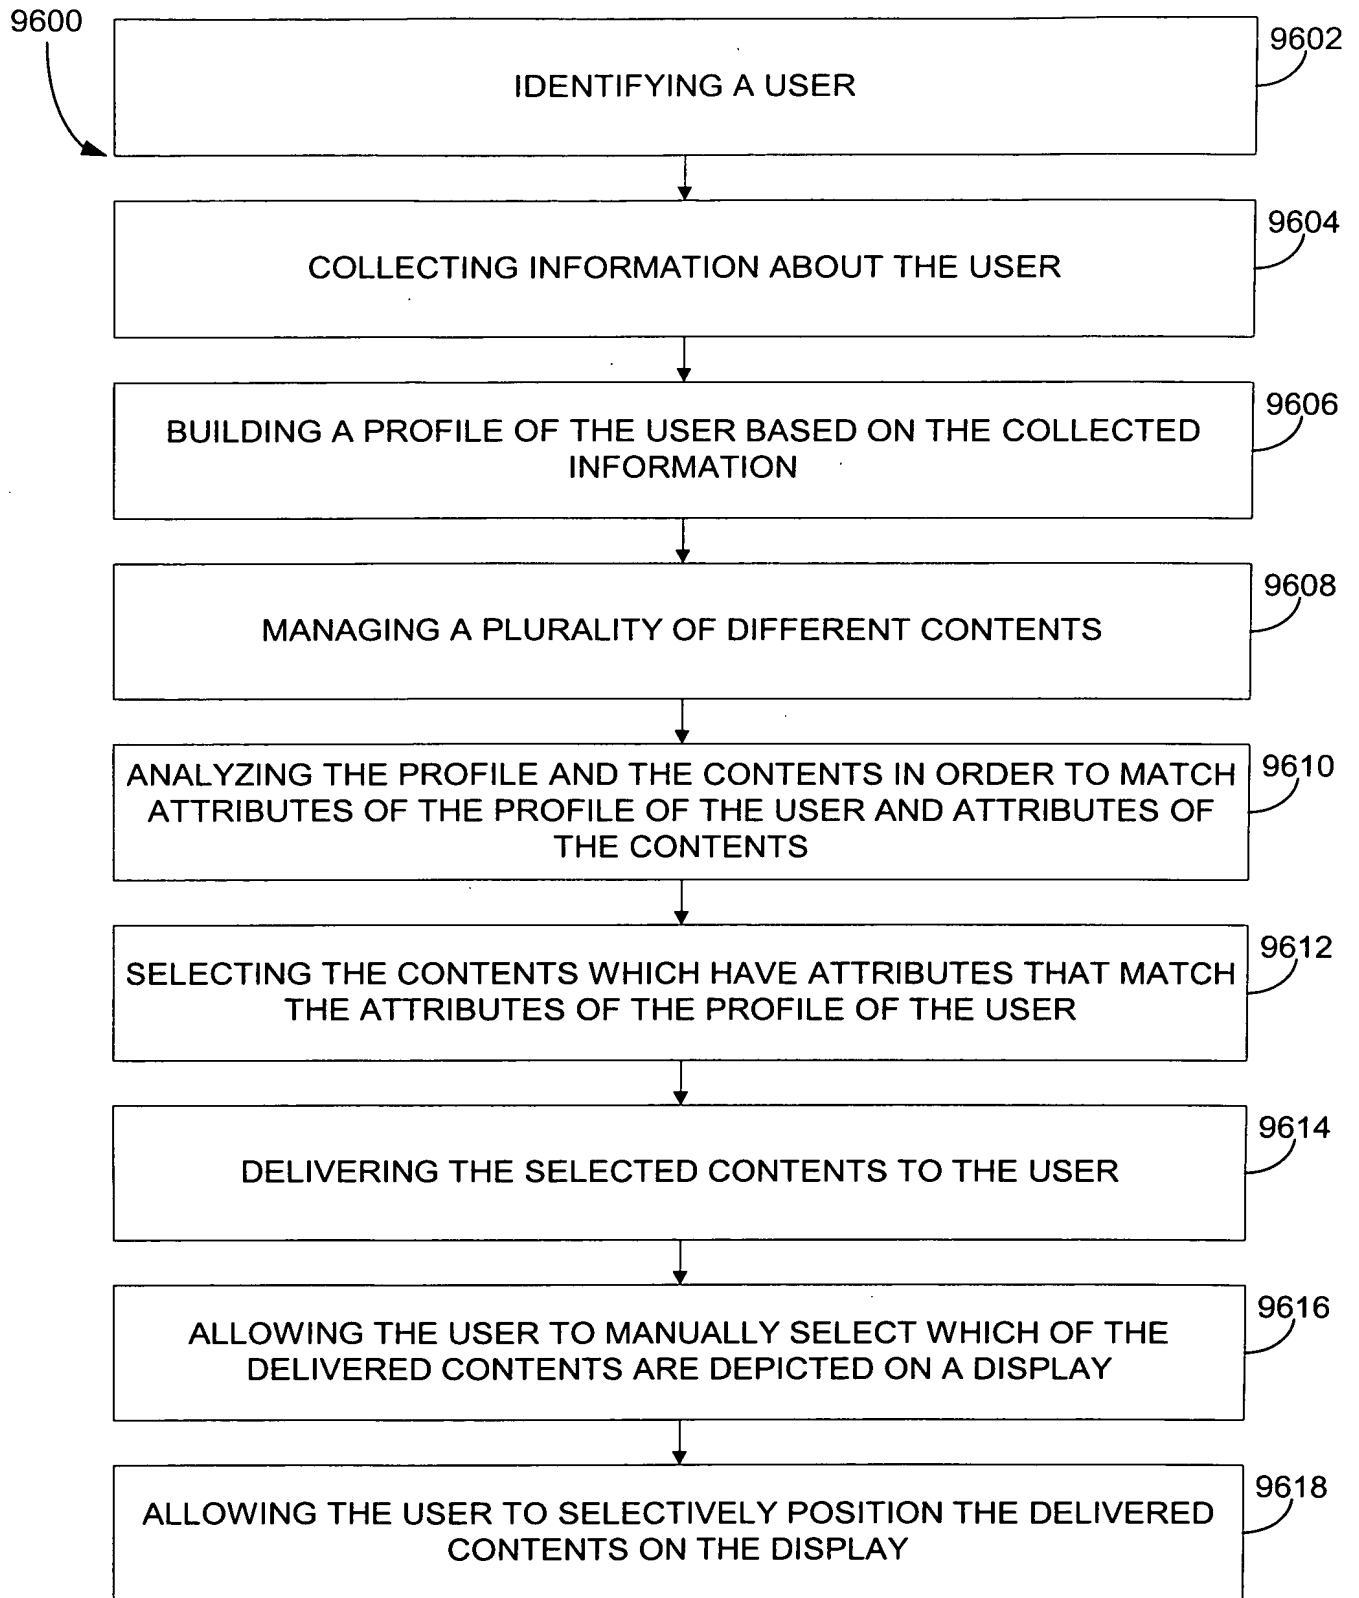 9600
9602
IDENTIFYING A USER
9604
COLLECTING INFORMATION ABOUT THE USER
9606
BUILDING A PROFILE OF THE USER BASED ON THE COLLECTED
INFORMATION
9608
MANAGING A PLURALITY OF DIFFERENT CONTENTS
9610
ANALYZING THE PROFILE AND THE CONTENTS IN ORDER TO MATCH
ATTRIBUTES OF THE PROFILE OF THE USER AND ATTRIBUTES OF
THE CONTENTS
9612
SELECTING THE CONTENTS WHICH HAVE ATTRIBUTES THAT MATCH
THE ATTRIBUTES OF THE PROFILE OF THE USER
9614
DELIVERING THE SELECTED CONTENTS TO THE USER
9616
ALLOWING THE USER TO MANUALLY SELECT WHICH OF THE
DELIVERED CONTENTS ARE DEPICTED ON A DISPLAY
9618
ALLOWING THE USER TO SELECTIVELY POSITION THE DELIVERED
CONTENTS ON THE DISPLAY